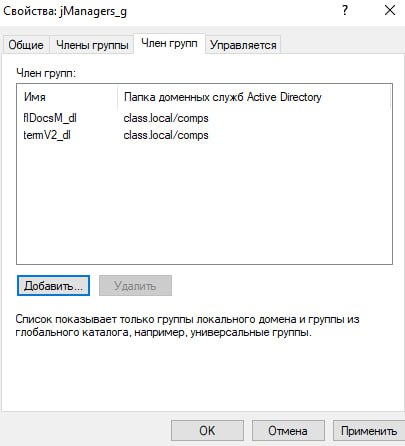 Свойства: jManagers_g
?
Общие
Члены группы
Член групп
Управляется
Член групп:
Имя
Папка доменных служб Active Directory
flDocsM_dl
class.local/comps
termV2_dl
class.local/comps
Добавить...
Удалить
Список показывает только группы локального домена и группы из
глобального каталога, например, универсальные группы.
OK
Отмена
Применить